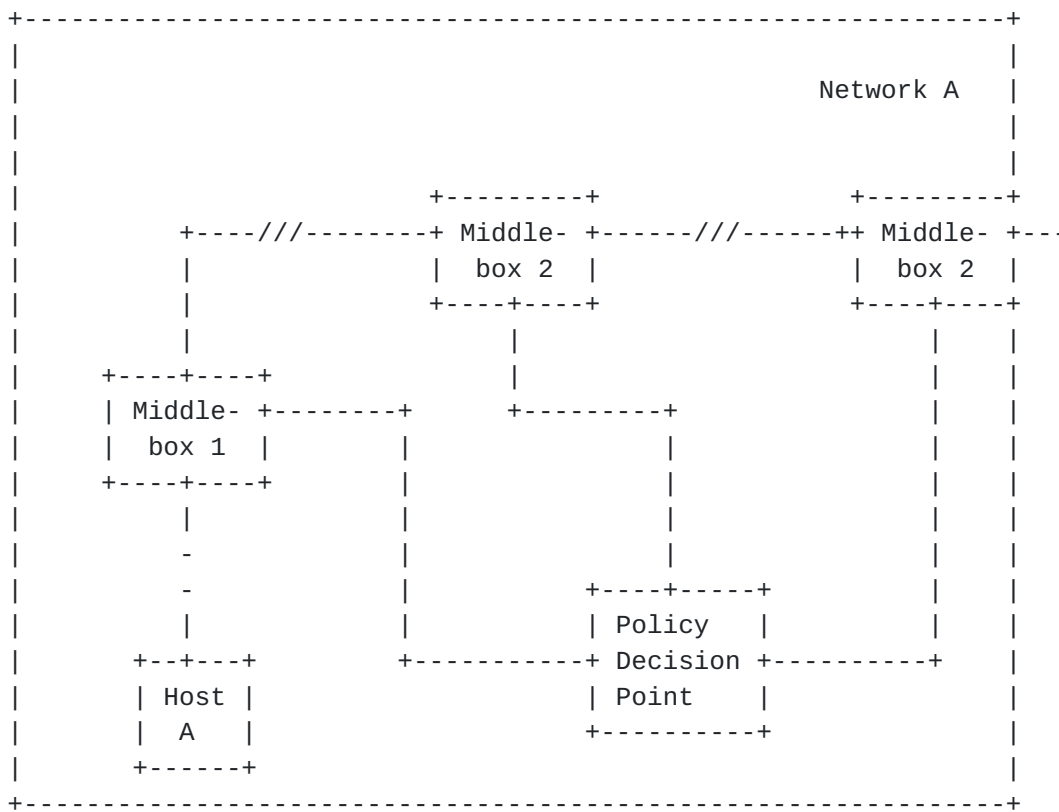 Network A
Middle- Middle-
box 2 box 2
Middle-
box 1
Policy
Decision
Host Point
A